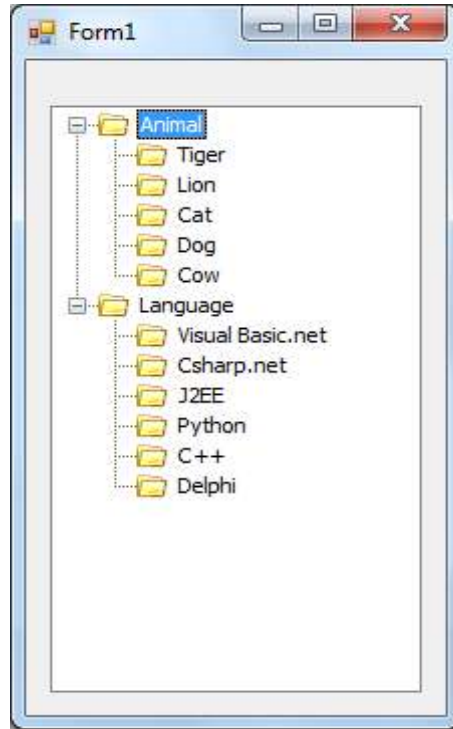 Form1
Animal
Tiger
Lion
Cat
Dog
Cow
Language
Visual Basic.net
Csharp.net
J2EE
Python
C++
Delphi